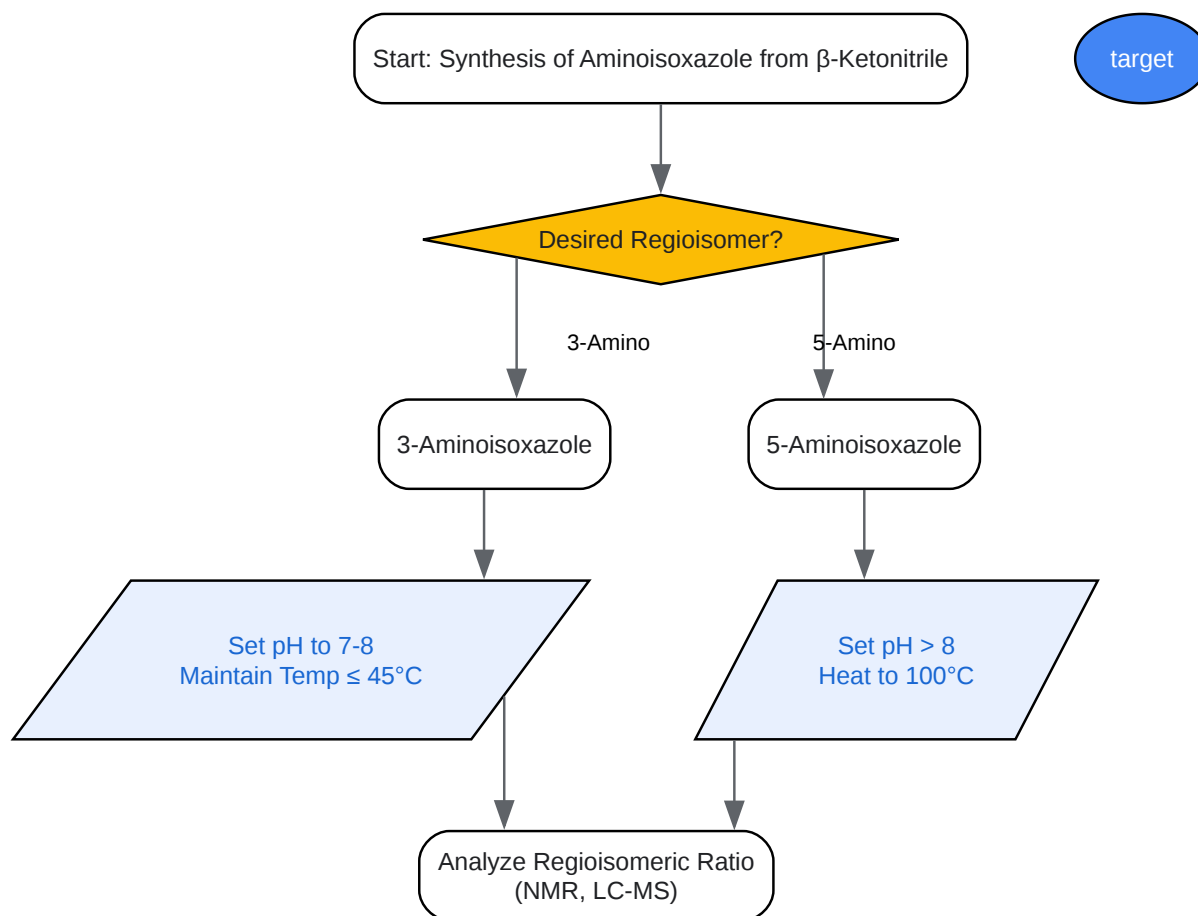 Start: Synthesis of Aminoisoxazole from β-Ketonitrile
target
Desired Regioisomer?
3-Amino
5-Amino
3-Aminoisoxazole
5-Aminoisoxazole
Set pH to 7-8
Maintain Temp ≤ 45°C
Set pH > 8
Heat to 100°C
Analyze Regioisomeric Ratio
(NMR, LC-MS)